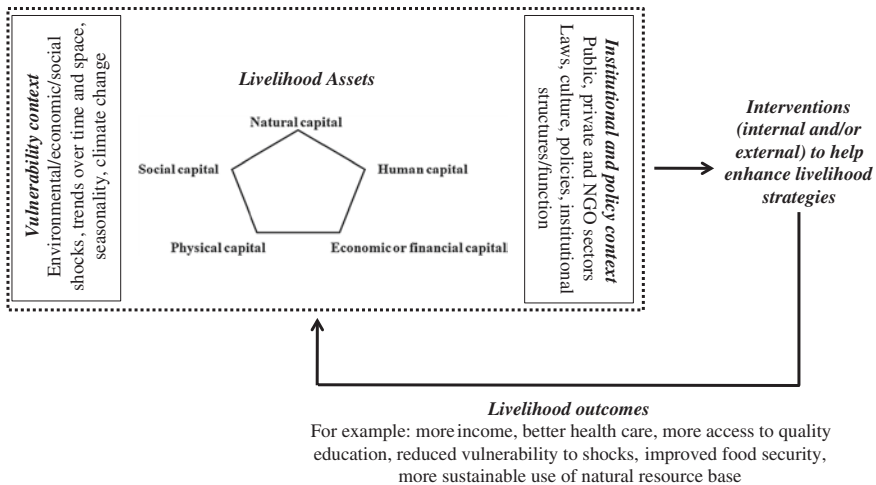 Vulnerability context
Environmental/economic/social
shocks, trends over time and space,
seasonality, climate change
Livelihood Assets
Natural capital
Social capital
Human capital
Physical capital
Economic or financial capital
Institutional and policy context
Public, private and NGO sectors
Laws, culture, policies, institutional
structures/function
Interventions
(internal and/or
external) to help
enhance livelihood
strategies
Livelihood outcomes
For example: more income, better health care, more access to quality
education, reduced vulnerability to shocks, improved food security,
more sustainable use of natural resource base